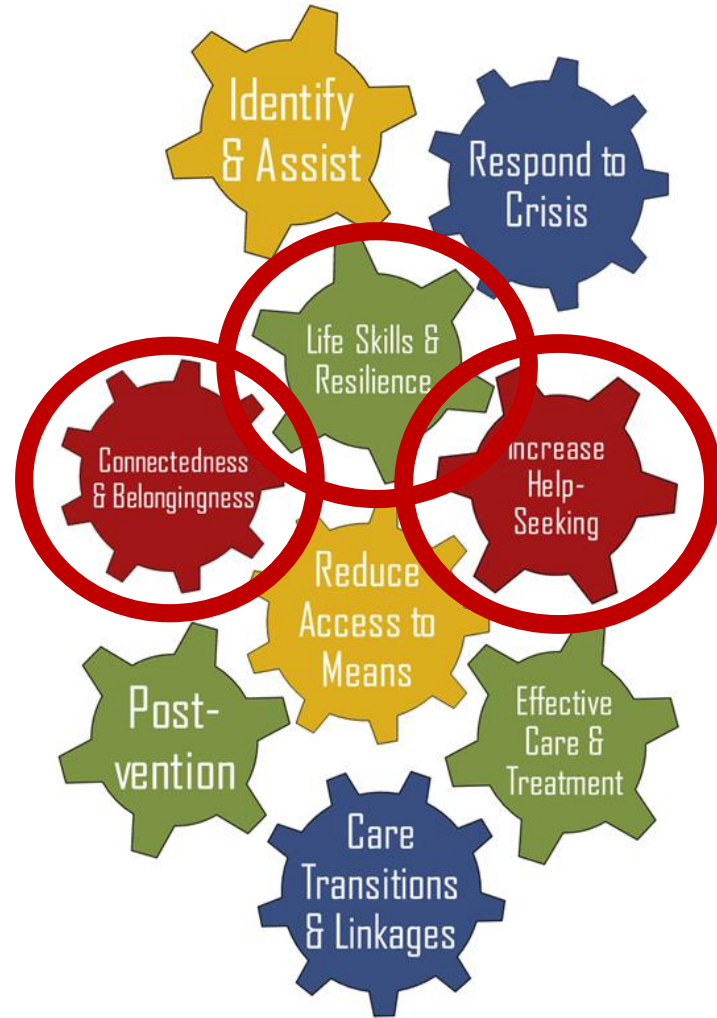 Identify
& Assist
Respond to
Crisis
Life Skills &
Resilience
Connectedness
& Belongingness
Increase
Help-
Seeking
Reduce
Access to
Means
Post-
vention
Effective
Care &
Treatment
Care
Transitions
& Linkages